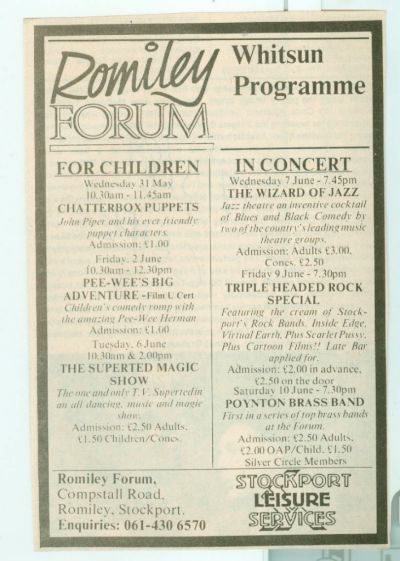 Romiley
FORUM
Whitsun
Programme
FOR CHILDREN
Wednesday 31 May
10.30am - 11.45am
CHATTERBOX PUPPETS
John Piper and his ever friendly
puppet characters.
Admission: £1.00
Friday, 2 June
10.30am - 12.30pm
PEE-WEE'S BIG
ADVENTURE - Film U Cert
Children's comedy romp with
the amazing Pee-Wee Herman
Admission: £1.00
Tuesday, 6 June
10.30am & 2.00pm
THE SUPERTED MAGIC
SHOW
The one and only T.V. Superted in
an all dancing, music and magic
show.
Admission: £2.50 Adults,
£1.50 Children/Concs.
IN CONCERT
Wednesday 7 June - 7.45pm
THE WIZARD OF JAZZ
Jazz theatre an inventive cocktail
of Blues and Black Comedy by
two of the country's leading music
theatre groups.
Admission: Adults £3.00,
Concs. £2.50
Friday 9 June - 7.30pm
TRIPLE HEADED ROCK
SPECIAL
Featuring the cream of Stock-
port's Rock Bands. Inside Edge,
Virtual Earth, Plus Scarlet Pussy,
Plus Cartoon Films!! Late Bar
applied for.
Admission: £2.00 in advance,
£2.50 on the door
Saturday 10 June - 7.30pm
POYNTON BRASS BAND
First in a series of top brass bands
at the Forum.
Admission: £2.50 Adults,
£2.00 OAP/Child, £1.50
Silver Circle Members
Romiley Forum,
Compstall Road,
Romiley, Stockport.
Enquiries: 061-430 6570
STOCKPORT
LEISURE
SERVICES